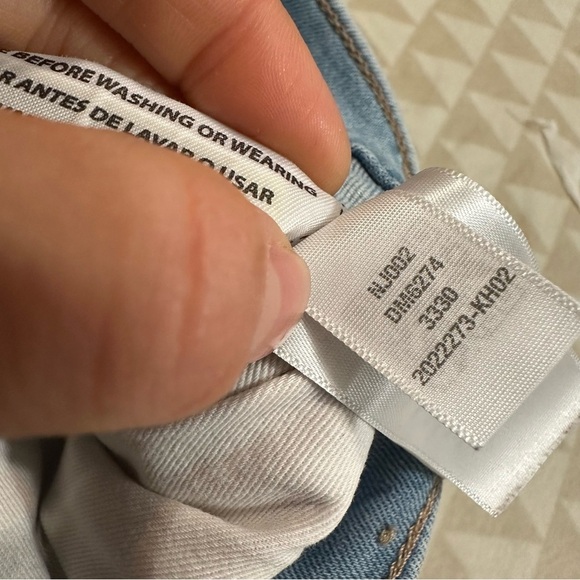 BEFORE WASHING OR WEARING
ANTES DE LAVAR O USAR
NJ002
DM6274
3330
2022273-KH02